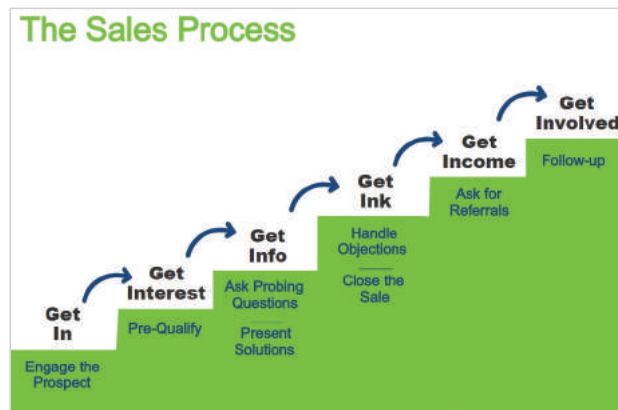 The Sales Process
Get
In
Engage the
Prospect
Get
Interest
Pre-Qualify
Get
Info
Ask Probing
Questions
Present
Solutions
Get
Ink
Handle
Objections
Close the
Sale
Get
Income
Ask for
Referrals
Get
Involved
Follow-up